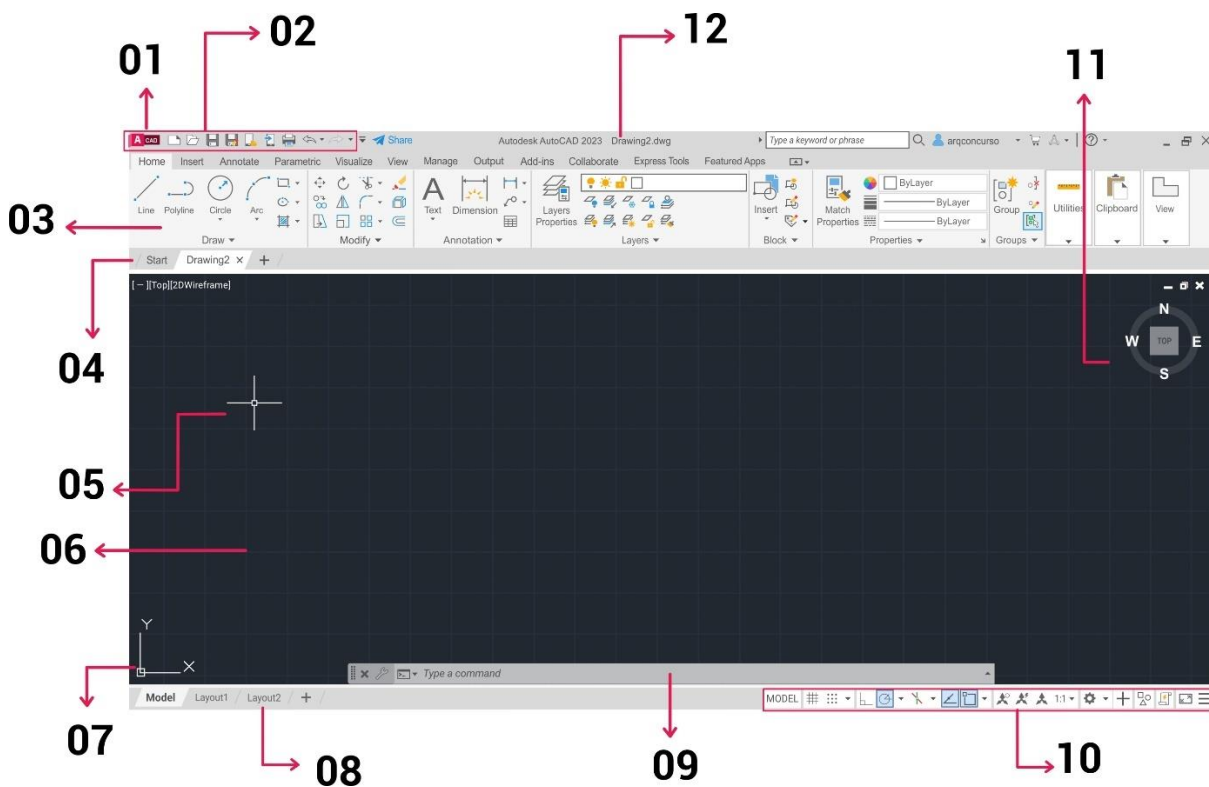 01
02
12
11
A CAD
Share
Autodesk AutoCAD 2023 Drawing2.dwg
Type a keyword or phrase
arqconcurso
Home Insert Annotate Parametric Visualize View Manage Output Add-ins Collaborate Express Tools Featured Apps
Line Polyline Circle Arc
Text Dimension
Layers Properties
Insert
Match Properties
ByLayer
ByLayer
ByLayer
Group
Utilities
Clipboard
View
Draw Modify Annotation Layers Block Properties Groups
03
Start Drawing2
[–][Top][2DWireframe]
N
W TOP E
S
04
05
06
Y
X
Type a command
Model Layout1 Layout2
MODEL 1:1
07
08
09
10